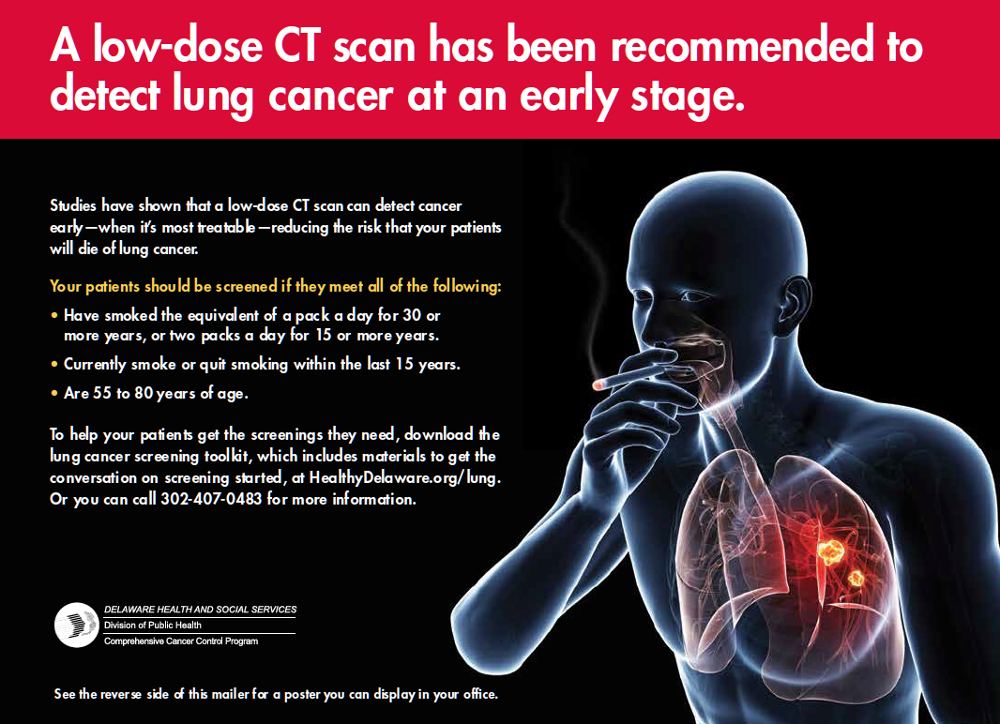 A low-dose CT scan has been recommended to
detect lung cancer at an early stage.
Studies have shown that a low-dose CT scan can detect cancer
early—when it's most treatable—reducing the risk that your patients
will die of lung cancer.
Your patients should be screened if they meet all of the following:
• Have smoked the equivalent of a pack a day for 30 or
more years, or two packs a day for 15 or more years.
• Currently smoke or quit smoking within the last 15 years.
• Are 55 to 80 years of age.
To help your patients get the screenings they need, download the
lung cancer screening toolkit, which includes materials to get the
conversation on screening started, at HealthyDelaware.org/lung.
Or you can call 302-407-0483 for more information.
DELAWARE HEALTH AND SOCIAL SERVICES
Division of Public Health
Comprehensive Cancer Control Program
See the reverse side of this mailer for a poster you can display in your office.